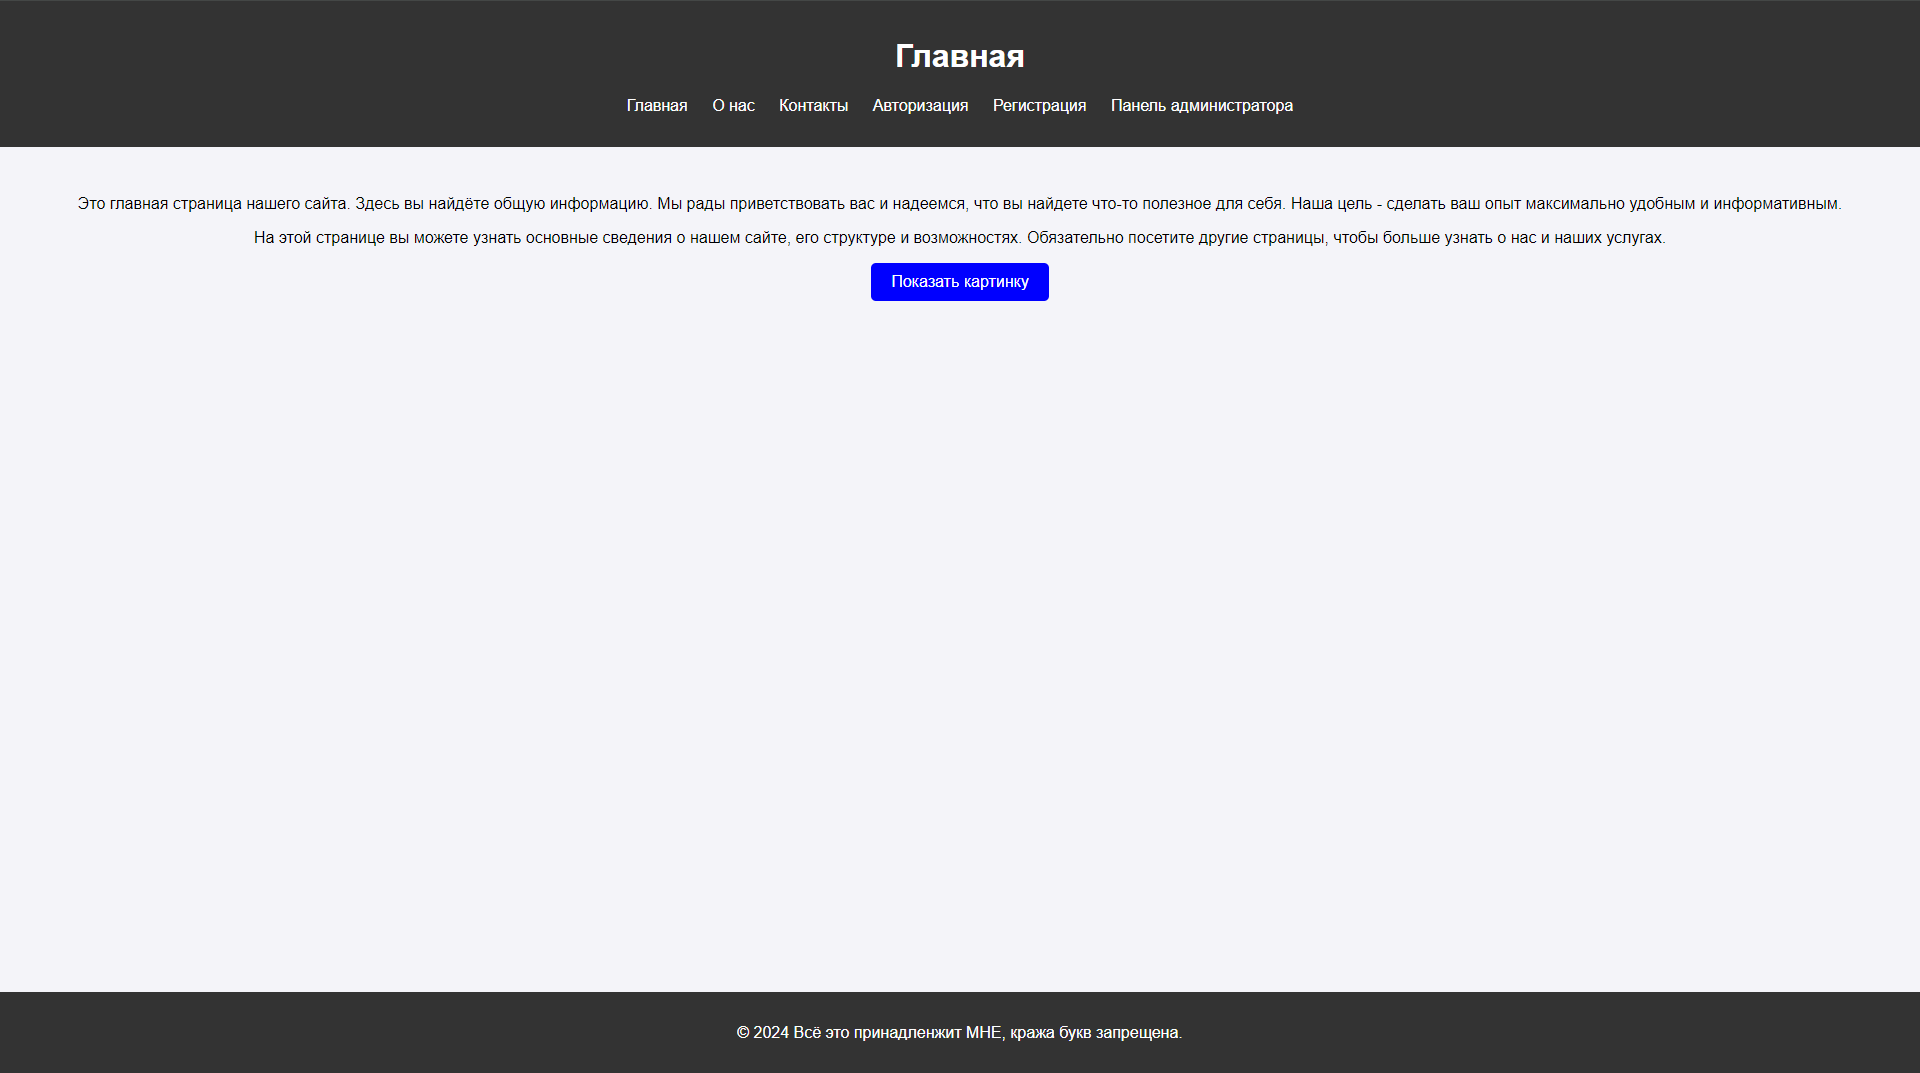 Главная
Главная О нас Контакты Авторизация Регистрация Панель администратора
Это главная страница нашего сайта. Здесь вы найдёте общую информацию. Мы рады приветствовать вас и надеемся, что вы найдете что-то полезное для себя. Наша цель - сделать ваш опыт максимально удобным и информативным.
На этой странице вы можете узнать основные сведения о нашем сайте, его структуре и возможностях. Обязательно посетите другие страницы, чтобы больше узнать о нас и наших услугах.
Показать картинку
© 2024 Всё это принадленжит МНЕ, кража букв запрещена.